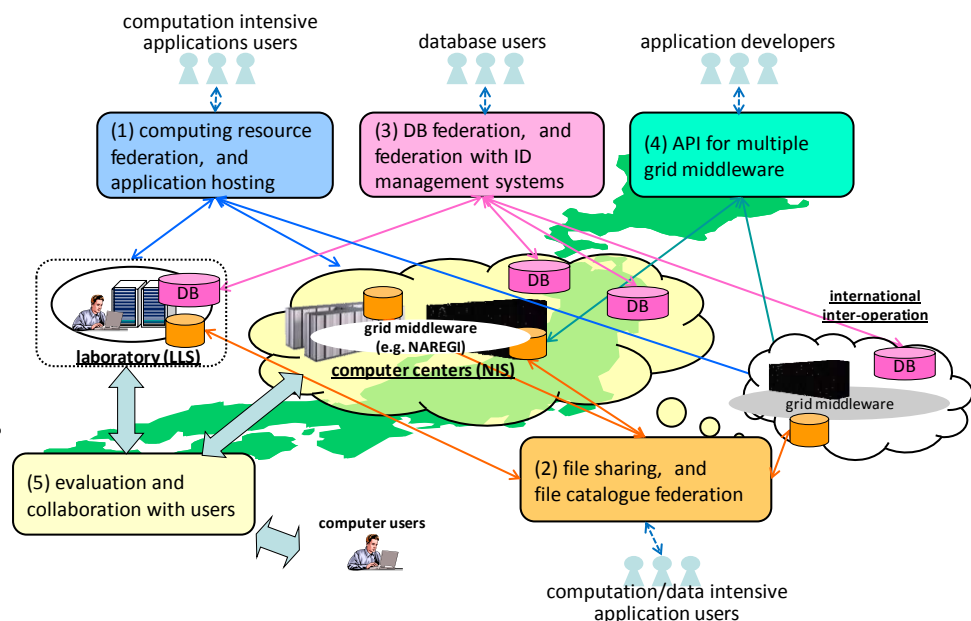 computation intensive
applications users
database users
application developers
(1) computing resource
federation, and
application hosting
(3) DB federation, and
federation with ID
management systems
(4) API for multiple
grid middleware
DB
laboratory (LLS)
DB
DB
grid middleware
(e.g. NAREGI)
computer centers (NIS)
international
inter-operation
DB
grid middleware
(5) evaluation and
collaboration with users
computer users
(2) file sharing, and
file catalogue federation
computation/data intensive
application users